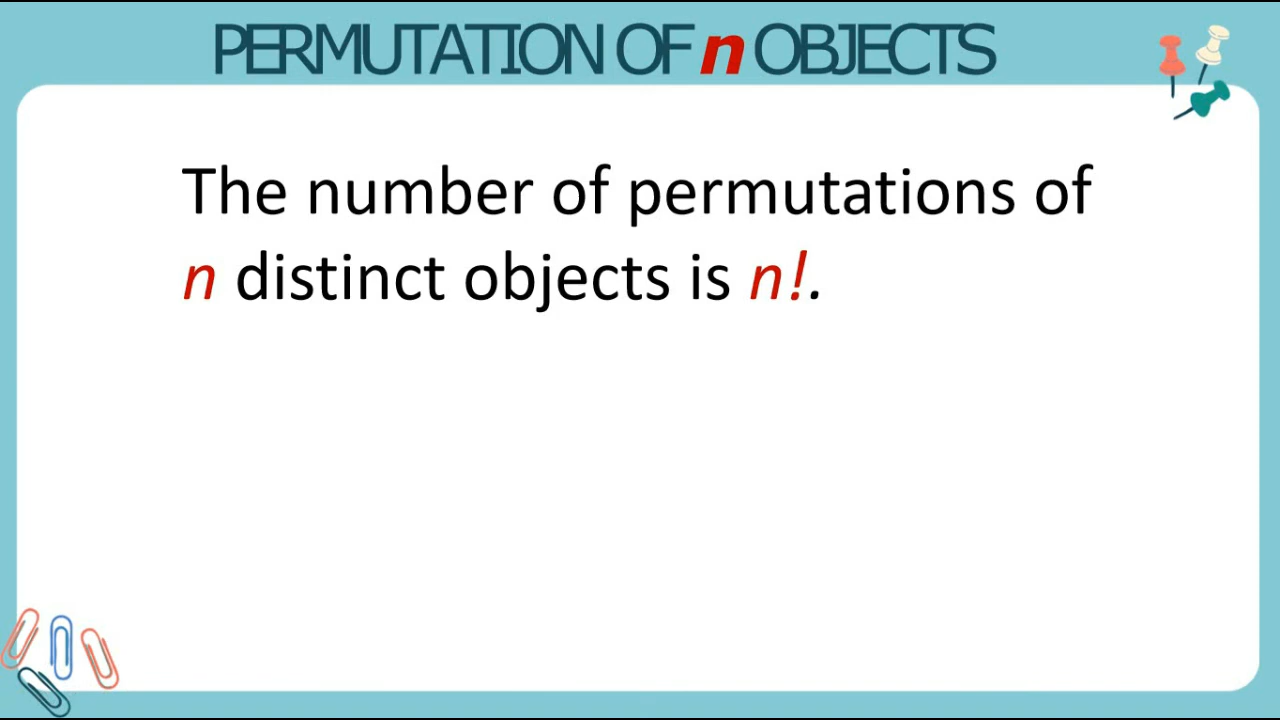 PERMUTATION OF n OBJECTS
The number of permutations of
n distinct objects is n!.